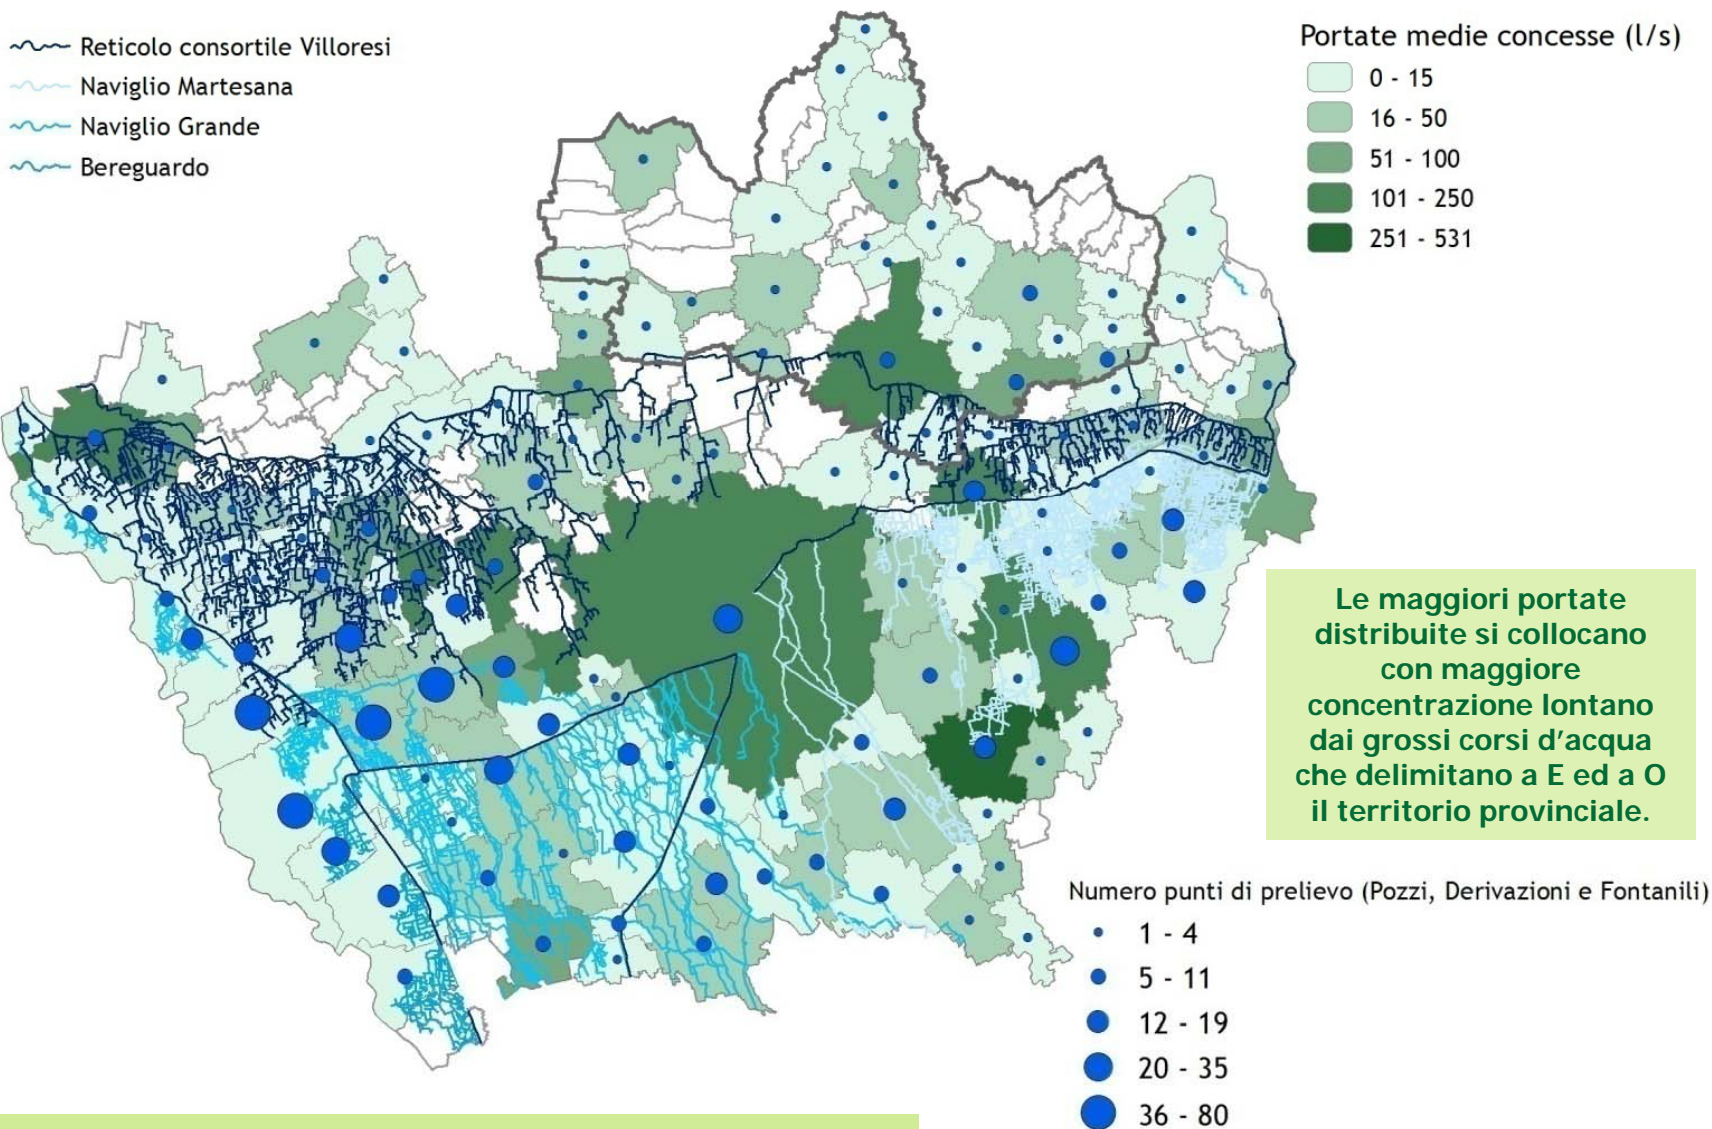 Reticolo consortile Villoresi
Naviglio Martesana
Naviglio Grande
Bereguardo
Portate medie concesse (l/s)
0 - 15
16 - 50
51 - 100
101 - 250
251 - 531
Le maggiori portate
distribuite si collocano
con maggiore
concentrazione lontano
dai grossi corsi d'acqua
che delimitano a E ed a O
il territorio provinciale.
Numero punti di prelievo (Pozzi, Derivazioni e Fontanili)
1 - 4
5 - 11
12 - 19
20 - 35
36 - 80